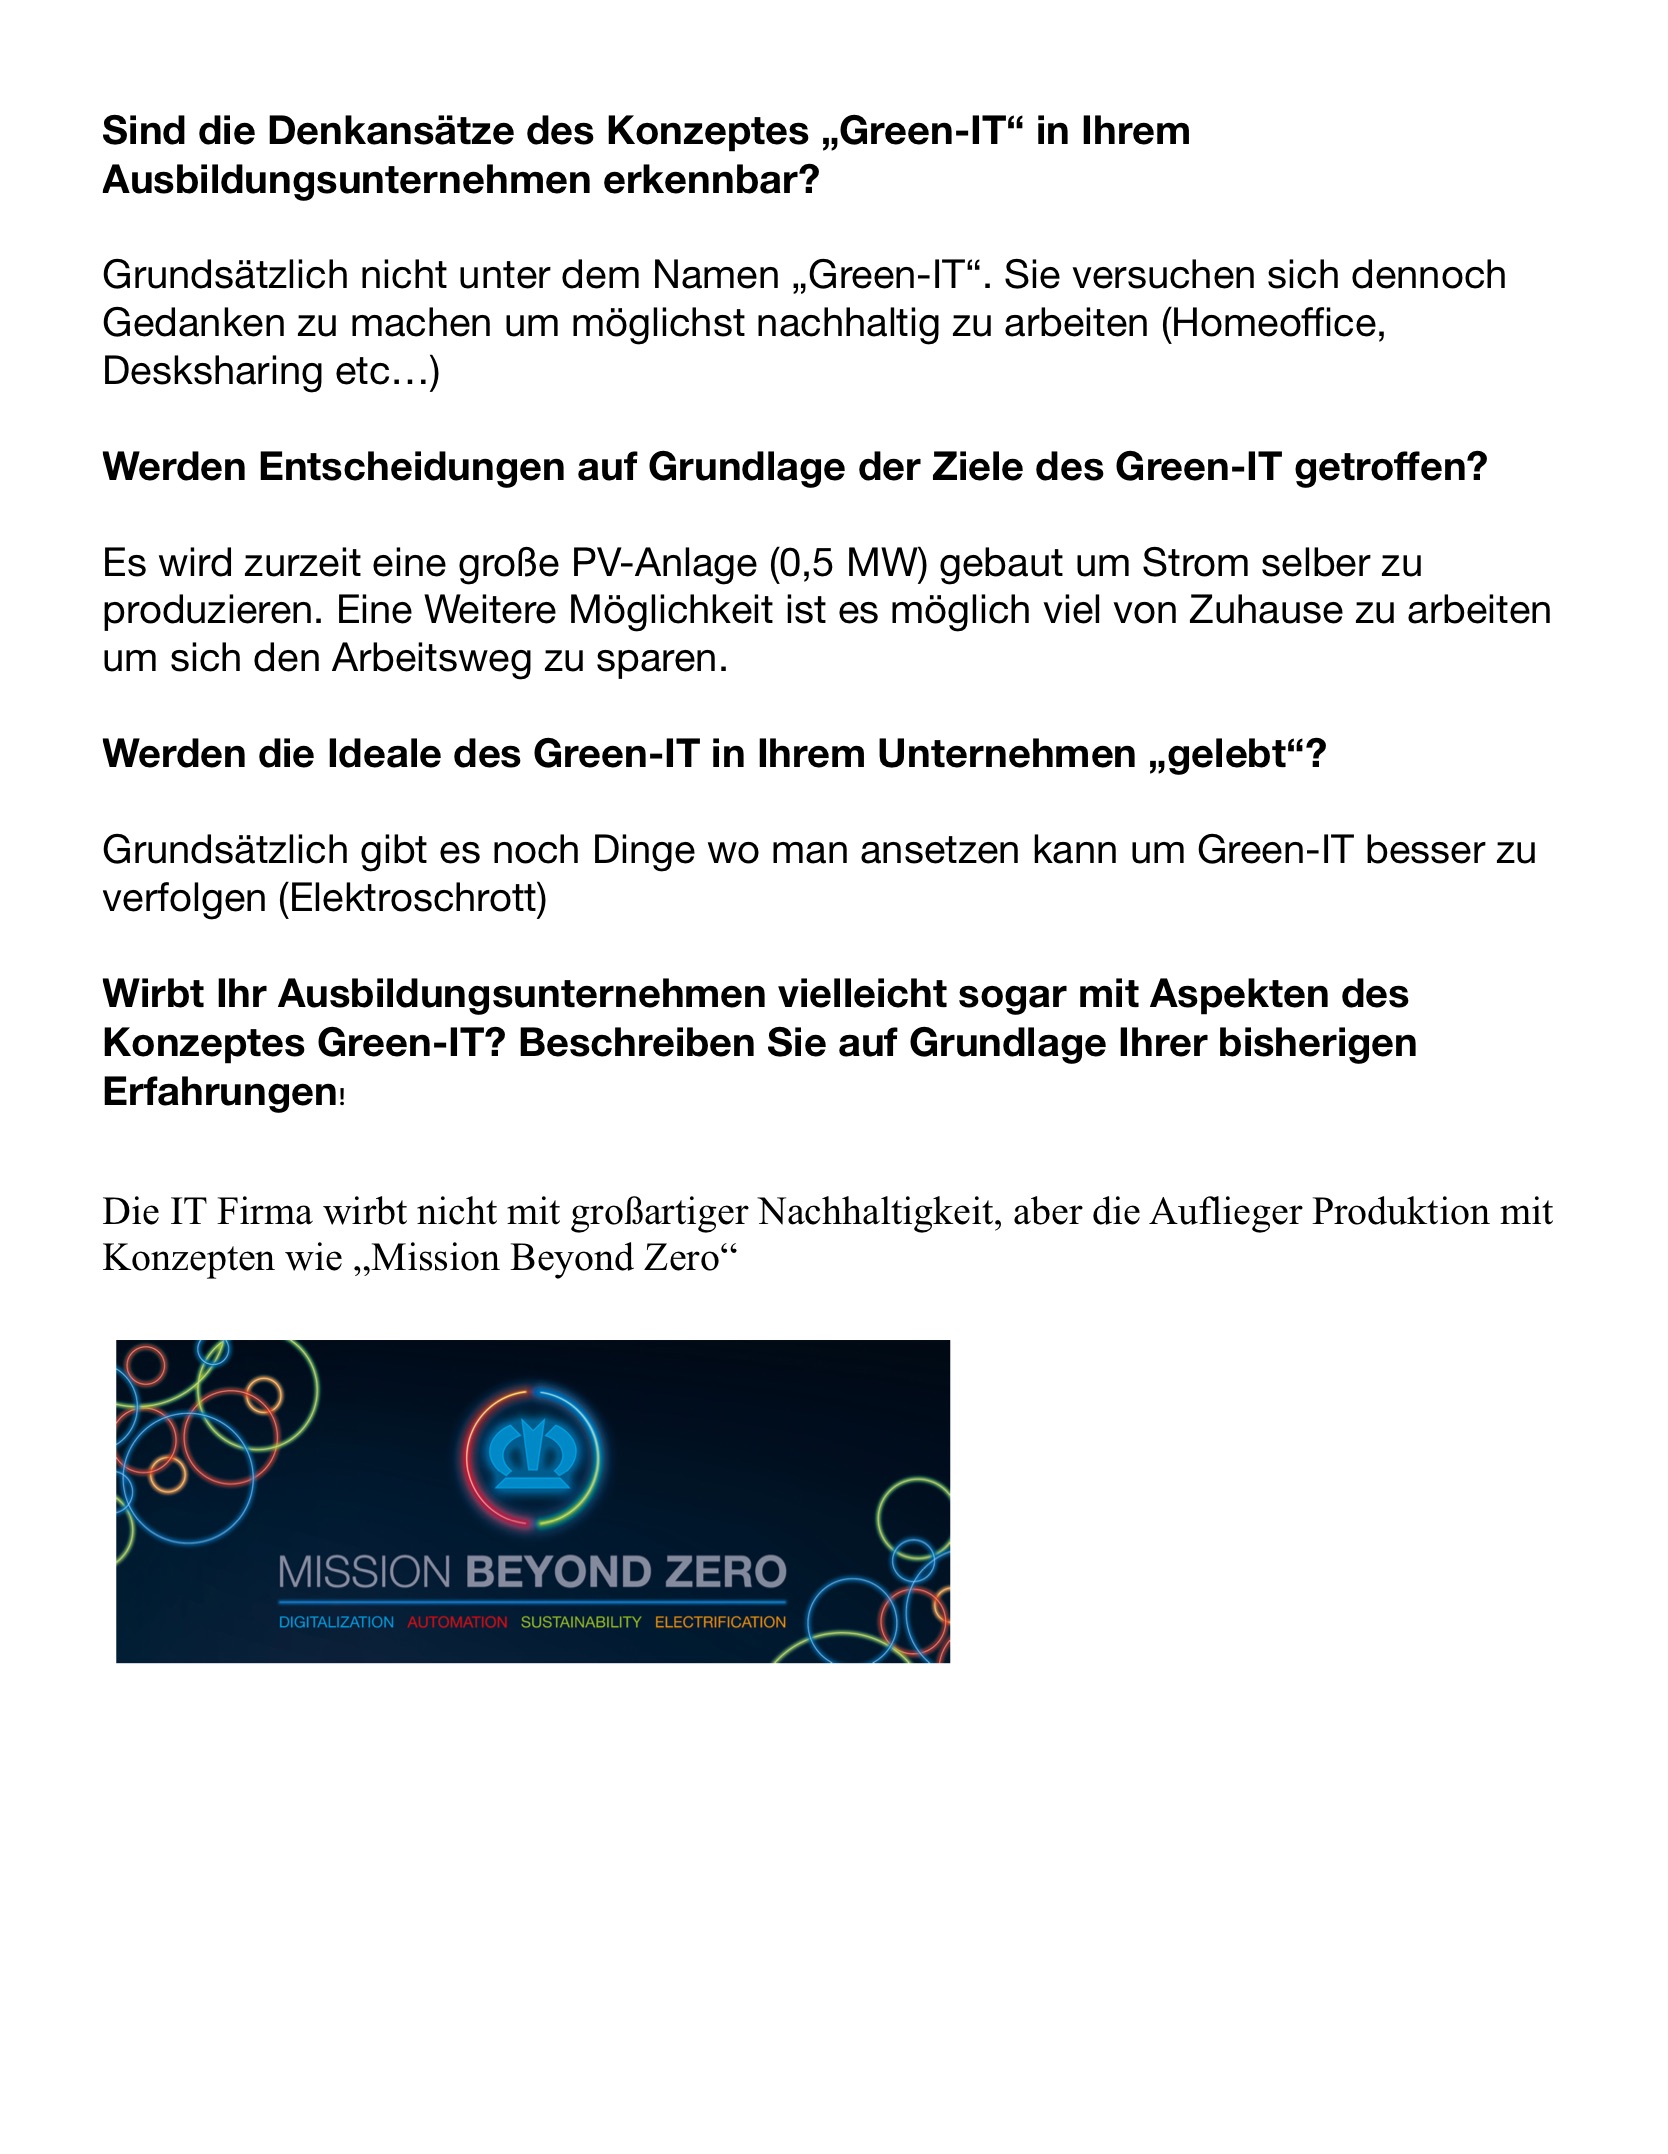 Sind die Denkansätze des Konzeptes „Green-IT“ in Ihrem
Ausbildungsunternehmen erkennbar?
Grundsätzlich nicht unter dem Namen „Green-IT“. Sie versuchen sich dennoch
Gedanken zu machen um möglichst nachhaltig zu arbeiten (Homeoffice,
Desksharing etc…)
Werden Entscheidungen auf Grundlage der Ziele des Green-IT getroffen?
Es wird zurzeit eine große PV-Anlage (0,5 MW) gebaut um Strom selber zu
produzieren. Eine Weitere Möglichkeit ist es möglich viel von Zuhause zu arbeiten
um sich den Arbeitsweg zu sparen.
Werden die Ideale des Green-IT in Ihrem Unternehmen „gelebt“?
Grundsätzlich gibt es noch Dinge wo man ansetzen kann um Green-IT besser zu
verfolgen (Elektroschrott)
Wirbt Ihr Ausbildungsunternehmen vielleicht sogar mit Aspekten des
Konzeptes Green-IT? Beschreiben Sie auf Grundlage Ihrer bisherigen
Erfahrungen!
Die IT Firma wirbt nicht mit großartiger Nachhaltigkeit, aber die Auflieger Produktion mit
Konzepten wie „Mission Beyond Zero“
MISSION BEYOND ZERO
DIGITALIZATION AUTOMATION SUSTAINABILITY ELECTRIFICATION